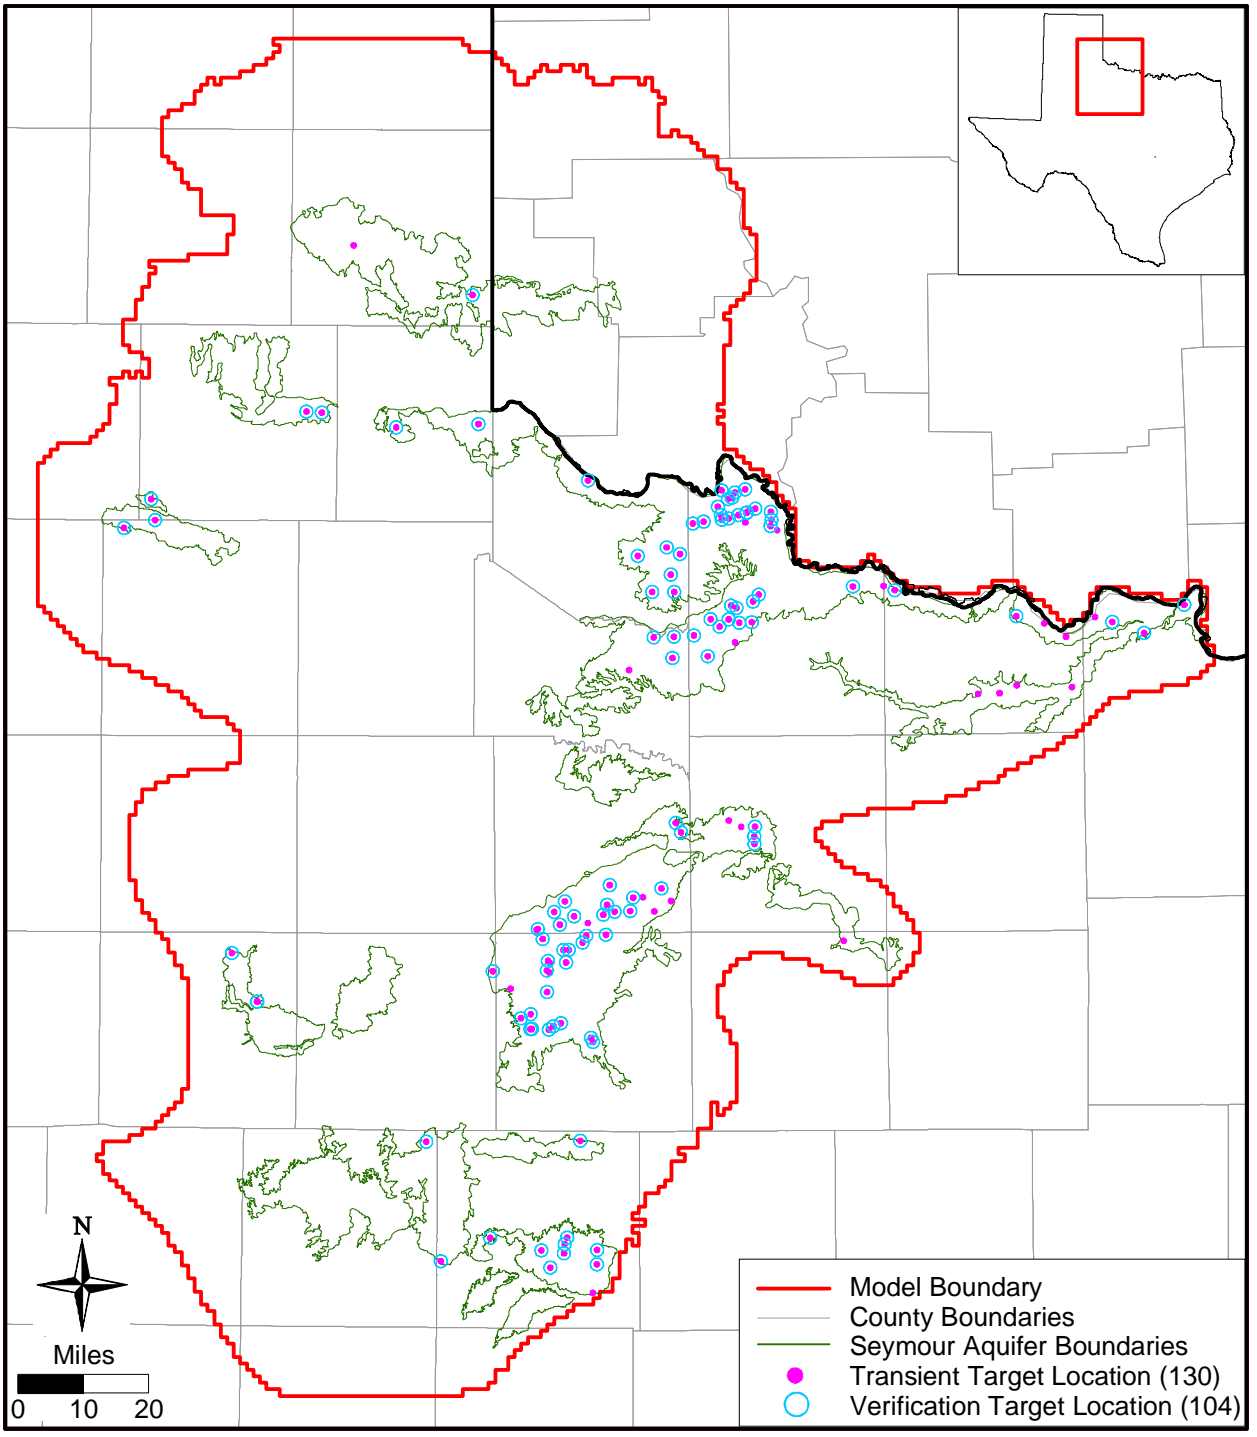 N
Miles
0 10 20
Model Boundary
County Boundaries
Seymour Aquifer Boundaries
Transient Target Location (130)
Verification Target Location (104)